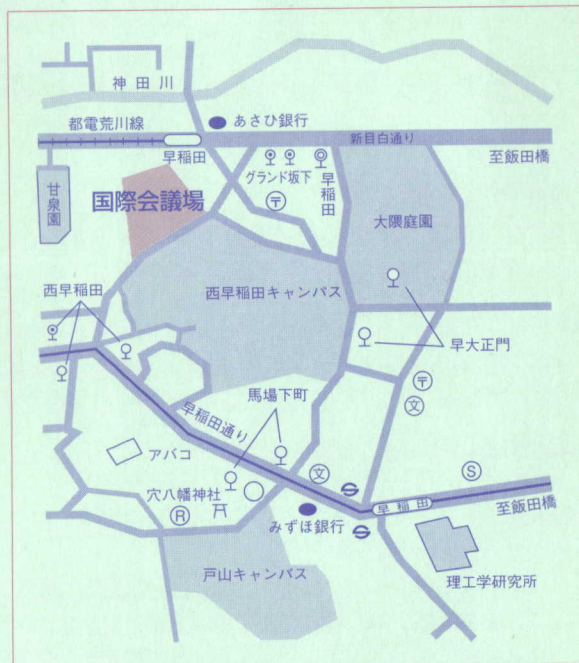 神田川
都電荒川線
あさひ銀行
早稲田
新目白通り
至飯田橋
グランド坂下
早稲田
甘泉園
国際会議場
〒
大隈庭園
西早稲田
西早稲田キャンパス
早大正門
馬場下町
〒
文
早稲田通り
アバコ
文
S
穴八幡神社
R
早稲田
至飯田橋
みずほ銀行
戸山キャンパス
理工学研究所